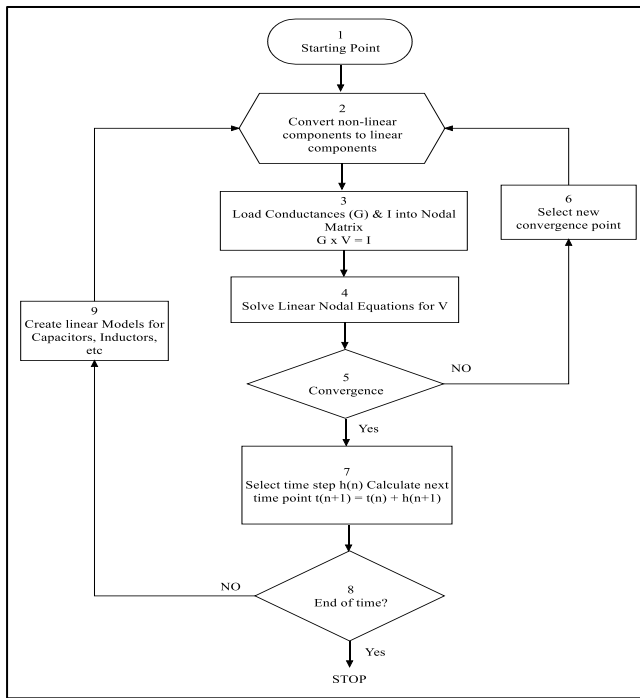 1
Starting Point
2
Convert non-linear
components to linear
components
3
Load Conductances (G) & I into Nodal
Matrix
G x V = I
6
Select new
convergence point
4
Solve Linear Nodal Equations for V
9
Create linear Models for
Capacitors, Inductors,
etc
5
Convergence
NO
Yes
7
Select time step h(n) Calculate next
time point t(n+1) = t(n) + h(n+1)
8
End of time?
NO
Yes
STOP